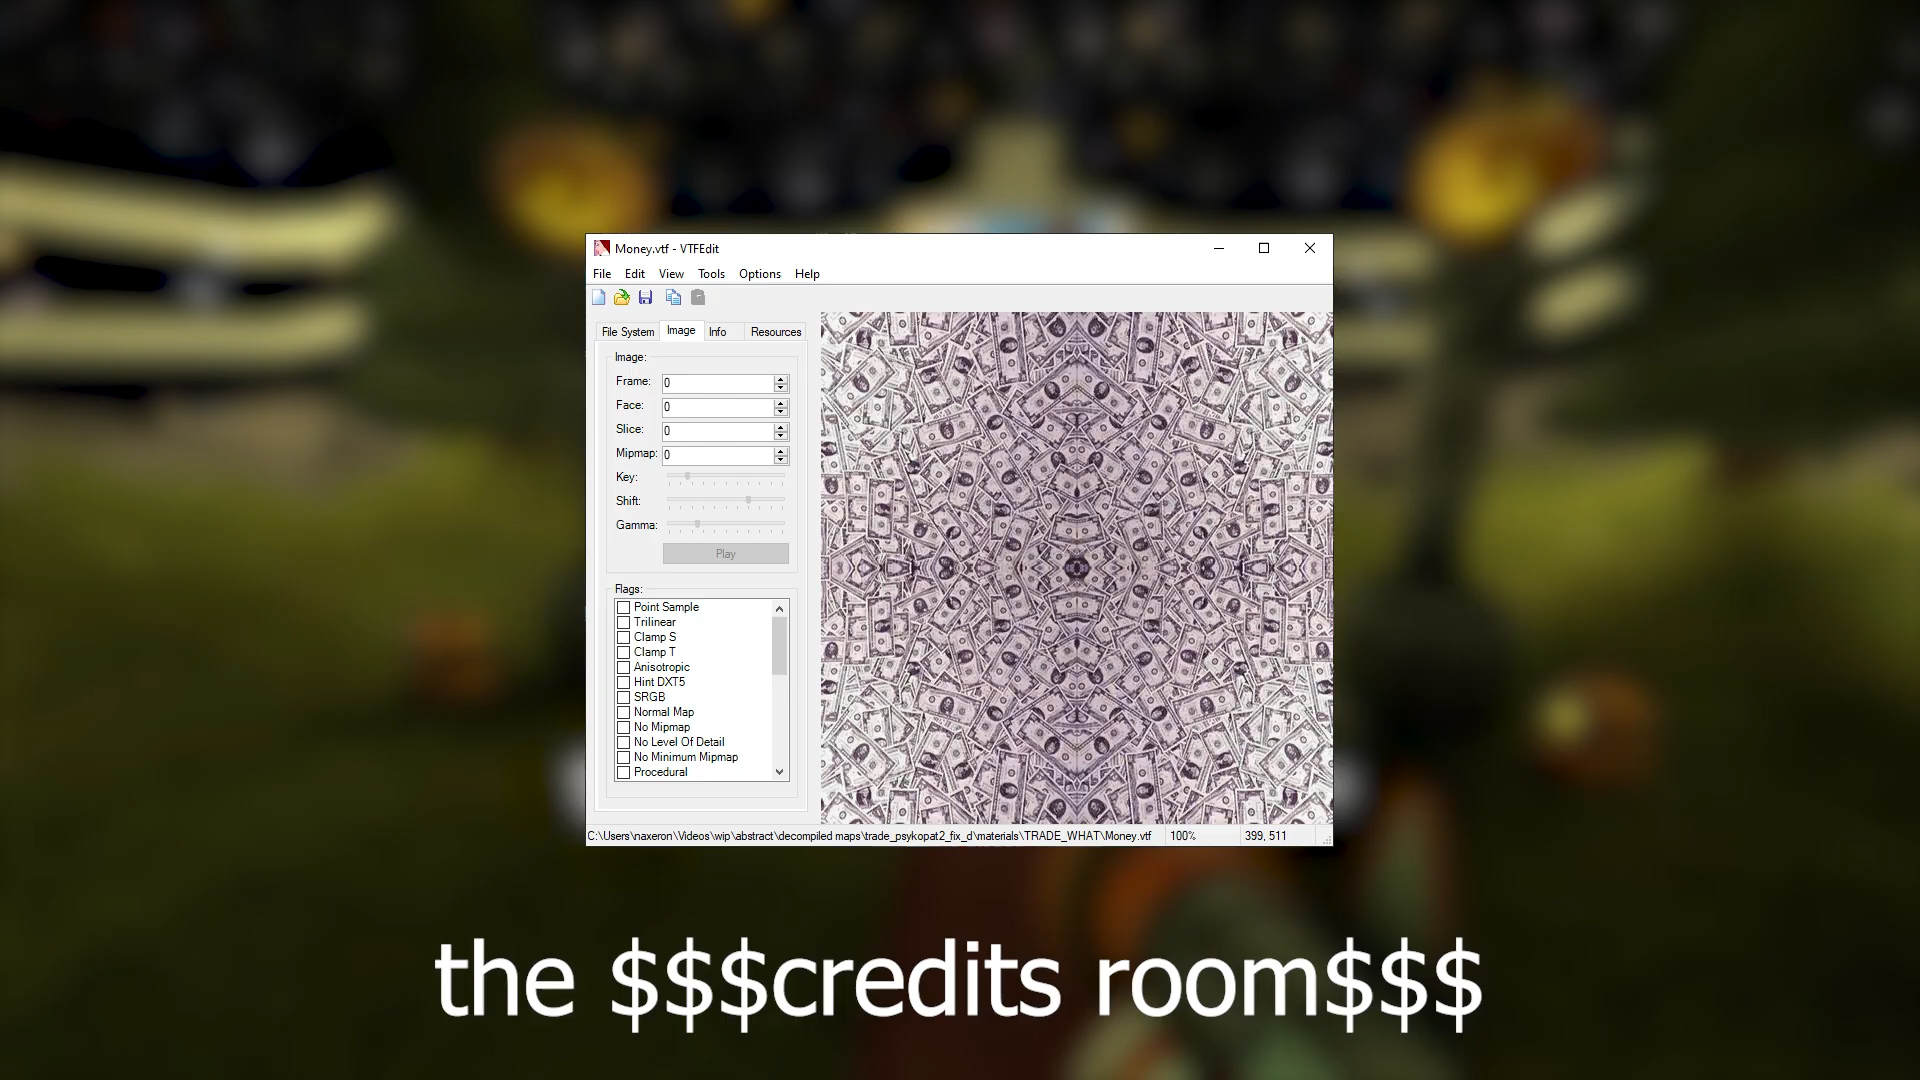 Money.vtf - VTFEdit
File Edit View Tools Options Help
File System Image Info Resources
Image:
Frame: 0
Face: 0
Slice: 0
Mipmap: 0
Key:
Shift:
Gamma:
Play
Flags:
Point Sample
Trilinear
Clamp S
Clamp T
Anisotropic
Hint DXT5
SRGB
Normal Map
No Mipmap
No Level Of Detail
No Minimum Mipmap
Procedural
C:\Users\naxeron\Videos\wip\abstract\decompiled maps\trade_psykopat2_fix_d\materials\TRADE_WHAT\Money.vtf 100% 399, 511
the $$$credits room$$$